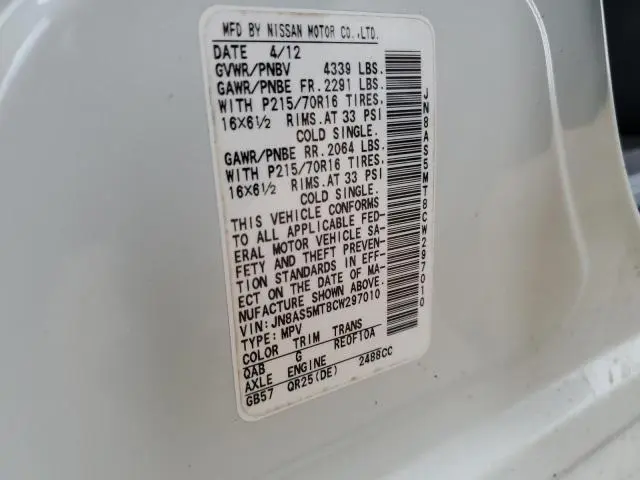 MFD BY NISSAN MOTOR CO.,LTD.
DATE 4/12
GVWR/PNBV 4339 LBS.
GAWR/PNBE FR. 2291 LBS.
WITH P215/70R16 TIRES,
16X6½ RIMS. AT 33 PSI
COLD SINGLE.
GAWR/PNBE RR. 2064 LBS.
WITH P215/70R16 TIRES,
16X6½ RIMS. AT 33 PSI
COLD SINGLE.
THIS VEHICLE CONFORMS
TO ALL APPLICABLE FED-
ERAL MOTOR VEHICLE SA-
FETY AND THEFT PREVEN-
TION STANDARDS IN EFF-
ECT ON THE DATE OF MA-
NUFACTURE SHOWN ABOVE.
VIN: JN8AS5MT8CW297010
TYPE: MPV
COLOR TRIM TRANS
QAB G RE0F10A
AXLE ENGINE
GB57 QR25(DE) 2488CC
JN8AS5MT8CW297010